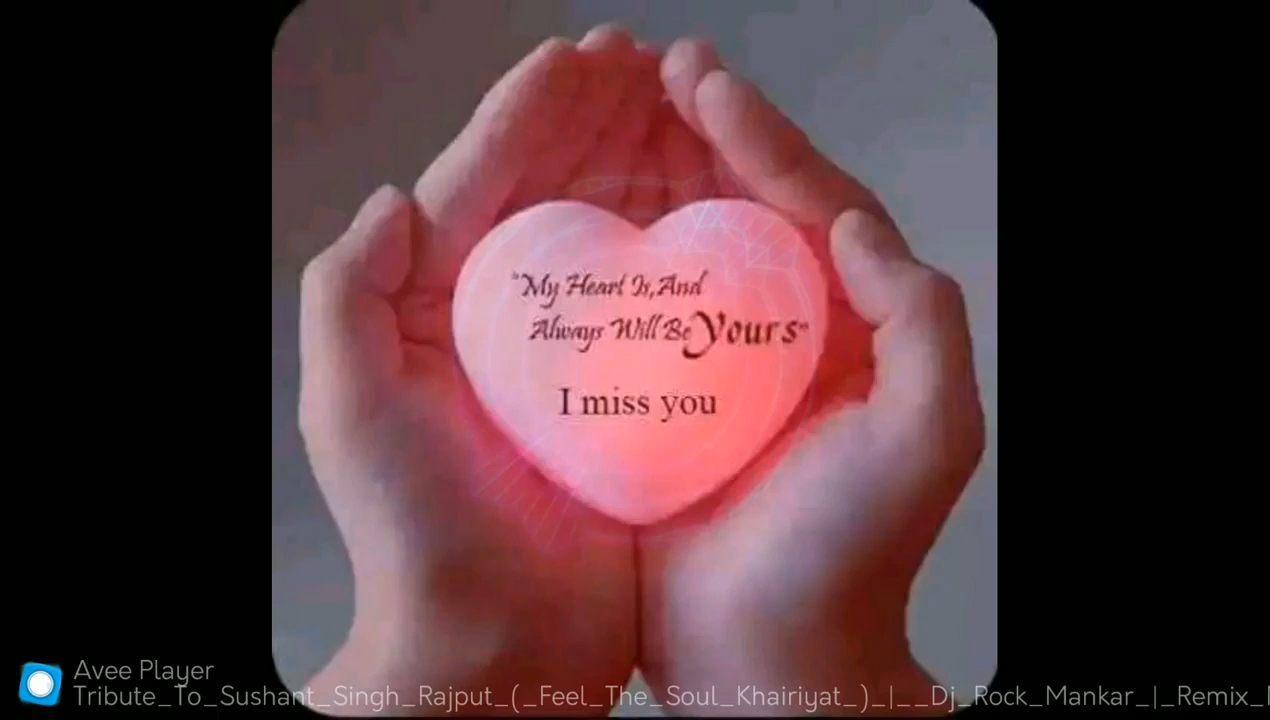 "My Heart Is, And
Always Will Be Yours"
I miss you
Avee Player
Tribute_To_Sushant_Singh_Rajput_(_Feel_The_Soul_Khairiyat_)_|__Dj_Rock_Mankar_|_Remix_